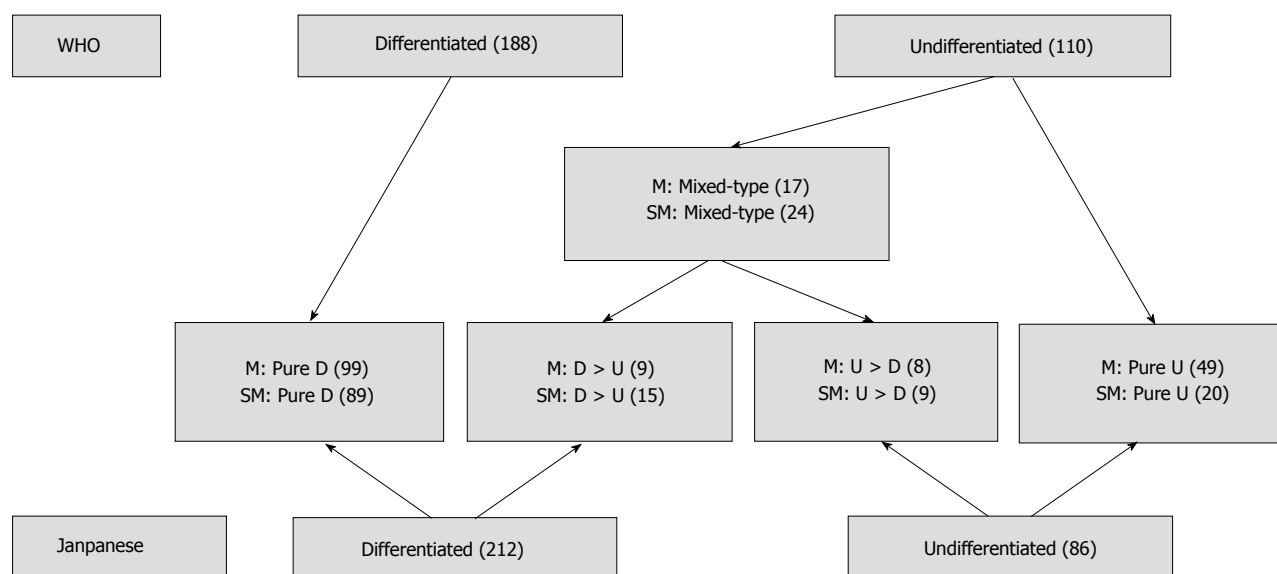 WHO
Differentiated (188)
Undifferentiated (110)
M: Mixed-type (17)
SM: Mixed-type (24)
M: Pure D (99)
SM: Pure D (89)
M: D > U (9)
SM: D > U (15)
M: U > D (8)
SM: U > D (9)
M: Pure U (49)
SM: Pure U (20)
Janpanese
Differentiated (212)
Undifferentiated (86)